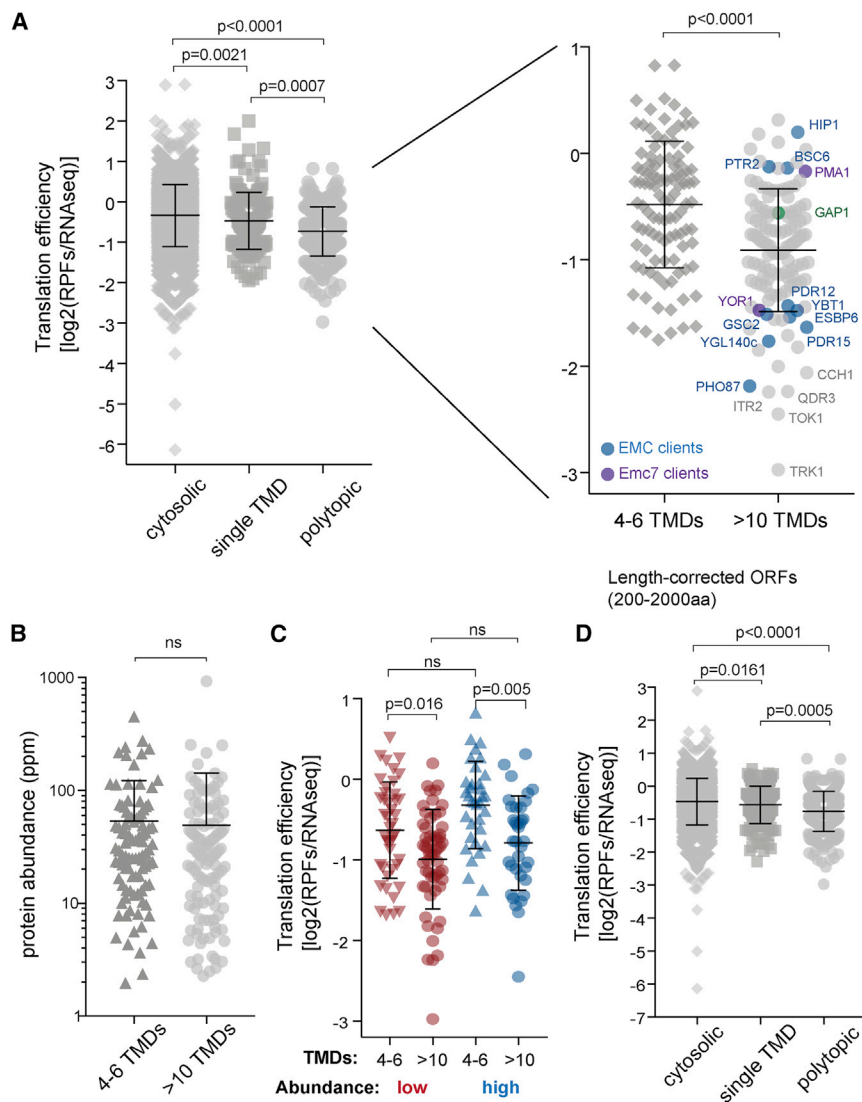 A
p<0.0001
p=0.0021
p=0.0007
Translation efficiency
[log2(RPFs/RNAseq)]
3
2
1
0
-1
-2
-3
-4
-5
-6
cytosolic
single TMD
polytopic
p<0.0001
1
0
-1
-2
-3
HIP1
PTR2
BSC6
PMA1
GAP1
PDR12
YOR1
YBT1
GSC2
ESBP6
YGL140c
PDR15
CCH1
PHO87
QDR3
ITR2
TOK1
TRK1
EMC clients
Emc7 clients
4-6 TMDs
>10 TMDs
Length-corrected ORFs
(200-2000aa)
B
ns
protein abundance (ppm)
1000
100
10
1
4-6 TMDs
>10 TMDs
C
ns
ns
p=0.016
p=0.005
Translation efficiency
[log2(RPFs/RNAseq)]
1
0
-1
-2
-3
TMDs: 4-6 >10 4-6 >10
Abundance: low high
D
p<0.0001
p=0.0161
p=0.0005
Translation efficiency
[log2(RPFs/RNAseq)]
3
2
1
0
-1
-2
-3
-4
-5
-6
-7
cytosolic
single TMD
polytopic